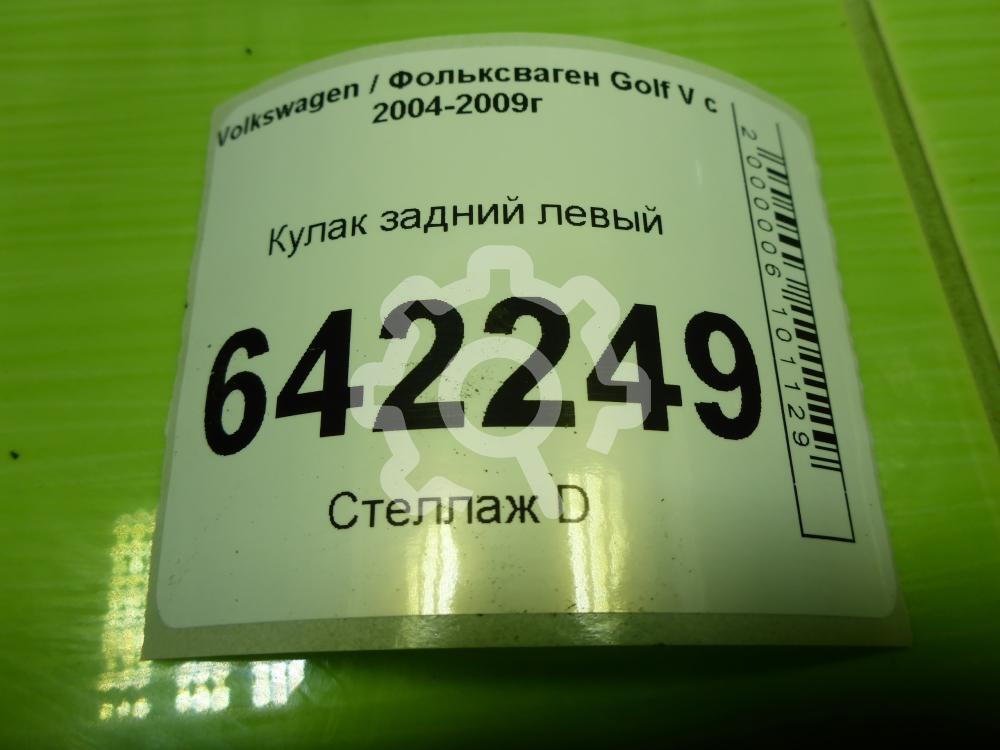 Volkswagen / Фольксваген Golf V с
2004-2009г
Кулак задний левый
642249
Стеллаж D
2000006101129